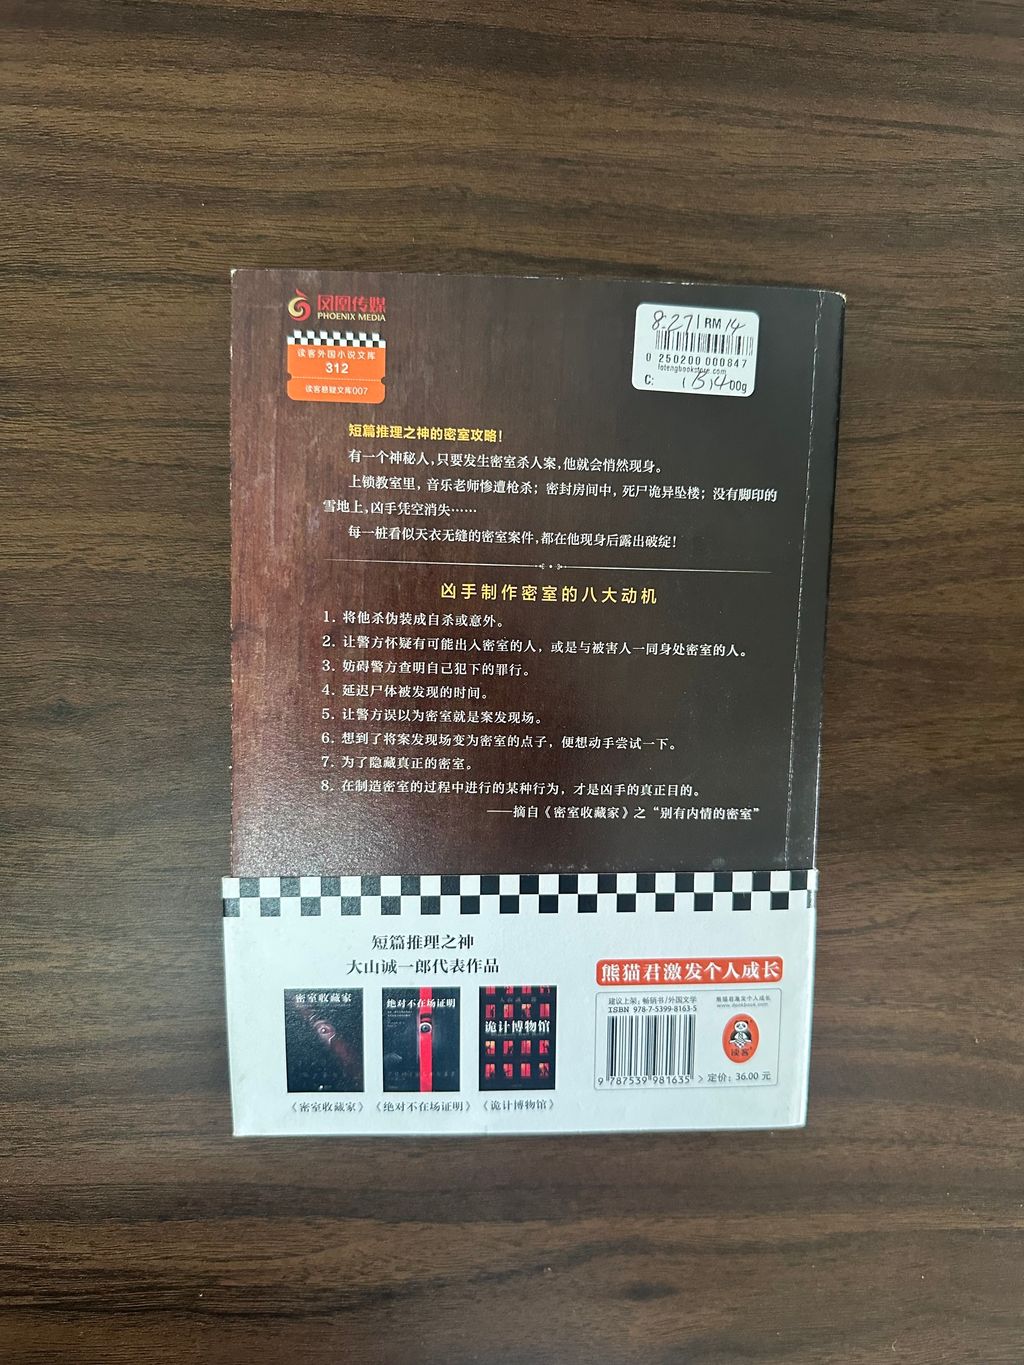 凤凰传媒
PHOENIX MEDIA
读客外国小说文库
312
读客悬疑文库007
8.27
RM 14
0 250200 000847
C:
00g
短篇推理之神的密室攻略！
有一个神秘人，只要发生密室杀人案，他就会悄然现身。
上锁教室里，音乐老师惨遭枪杀；密封房间中，死尸诡异坠楼；没有脚印的
雪地上，凶手凭空消失……
每一桩看似天衣无缝的密室案件，都在他现身后露出破绽！
凶手制作密室的八大动机
1. 将他杀伪装成自杀或意外。
2. 让警方怀疑有可能出入密室的人，或是与被害人一同身处密室的人。
3. 妨碍警方查明自己犯下的罪行。
4. 延迟尸体被发现的时间。
5. 让警方误以为密室就是案发现场。
6. 想到了将案发现场变为密室的点子，便想动手尝试一下。
7. 为了隐藏真正的密室。
8. 在制造密室的过程中进行的某种行为，才是凶手的真正目的。
——摘自《密室收藏家》之“别有内情的密室”
短篇推理之神
大山诚一郎代表作品
密室收藏家
绝对不在场证明
诡计博物馆
《密室收藏家》
《绝对不在场证明》
《诡计博物馆》
熊猫君激发个人成长
建议上架：畅销书/外国文学
ISBN 978-7-5399-8163-5
9 787539 981635 >
熊猫君激发个人成长
读客
定价：36.00 元